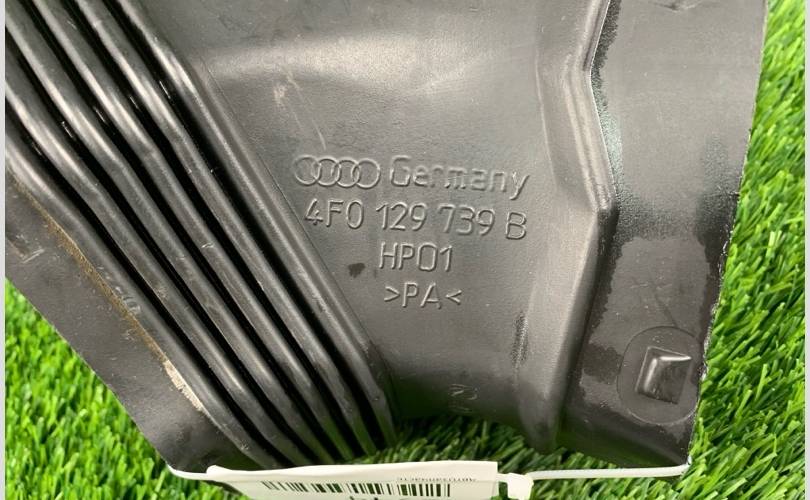 Germany
4F0 129 739 B
HP01
>PA<